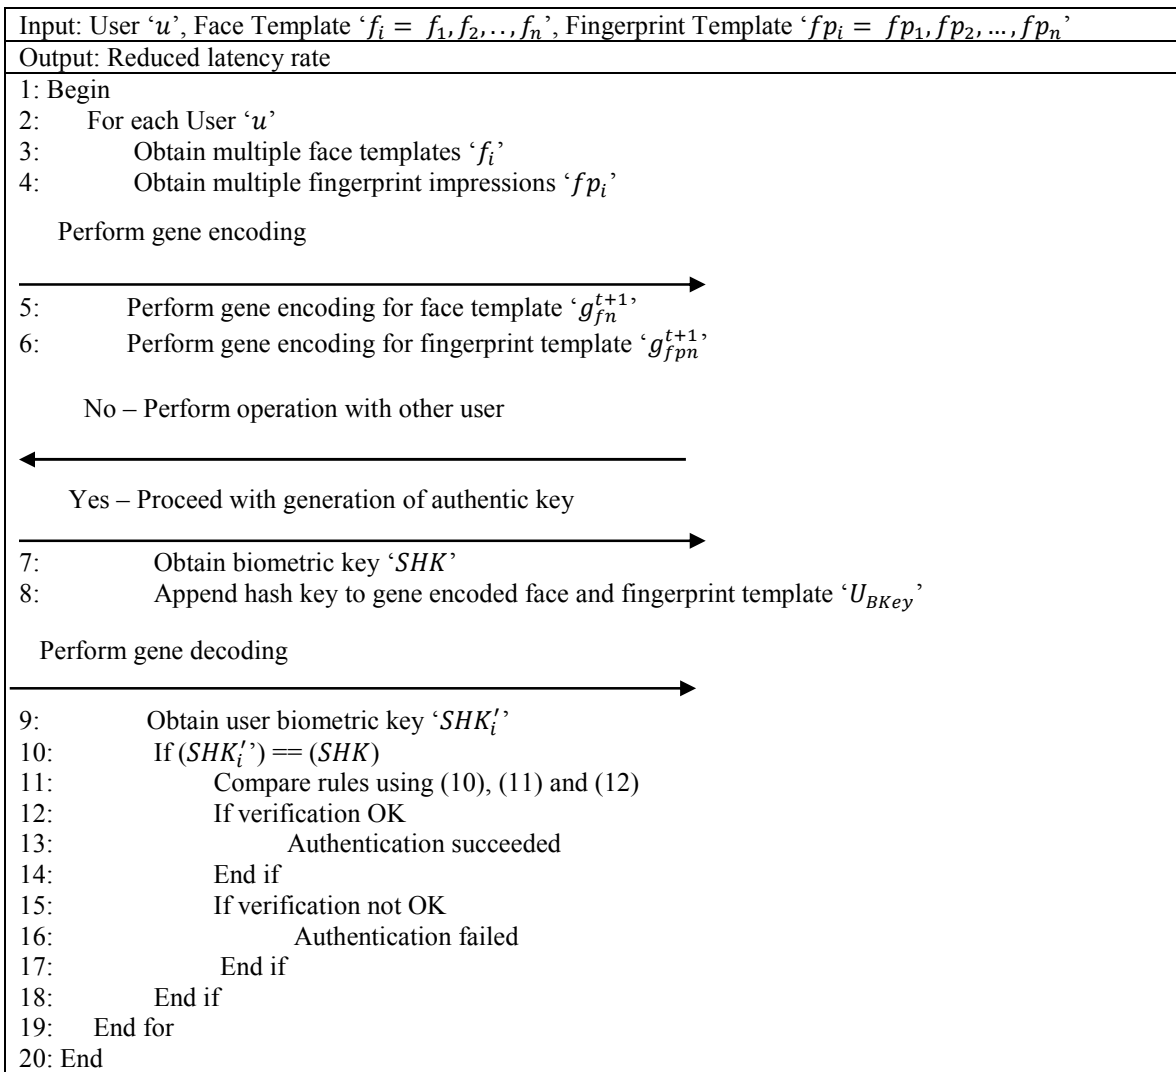 Input: User ‘u’, Face Template ‘f_i = f_1, f_2, . . , f_n’, Fingerprint Template ‘fp_i = fp_1, fp_2, … , fp_n’
Output: Reduced latency rate
1: Begin
2: For each User ‘u’
3: Obtain multiple face templates ‘f_i’
4: Obtain multiple fingerprint impressions ‘fp_i’
Perform gene encoding
5: Perform gene encoding for face template ‘g_{fn}^{t+1}’
6: Perform gene encoding for fingerprint template ‘g_{fpn}^{t+1}’
No – Perform operation with other user
Yes – Proceed with generation of authentic key
7: Obtain biometric key ‘SHK’
8: Append hash key to gene encoded face and fingerprint template ‘U_{BKey}’
Perform gene decoding
9: Obtain user biometric key ‘SHK_i′’
10: If (SHK_i′’) == (SHK)
11: Compare rules using (10), (11) and (12)
12: If verification OK
13: Authentication succeeded
14: End if
15: If verification not OK
16: Authentication failed
17: End if
18: End if
19: End for
20: End